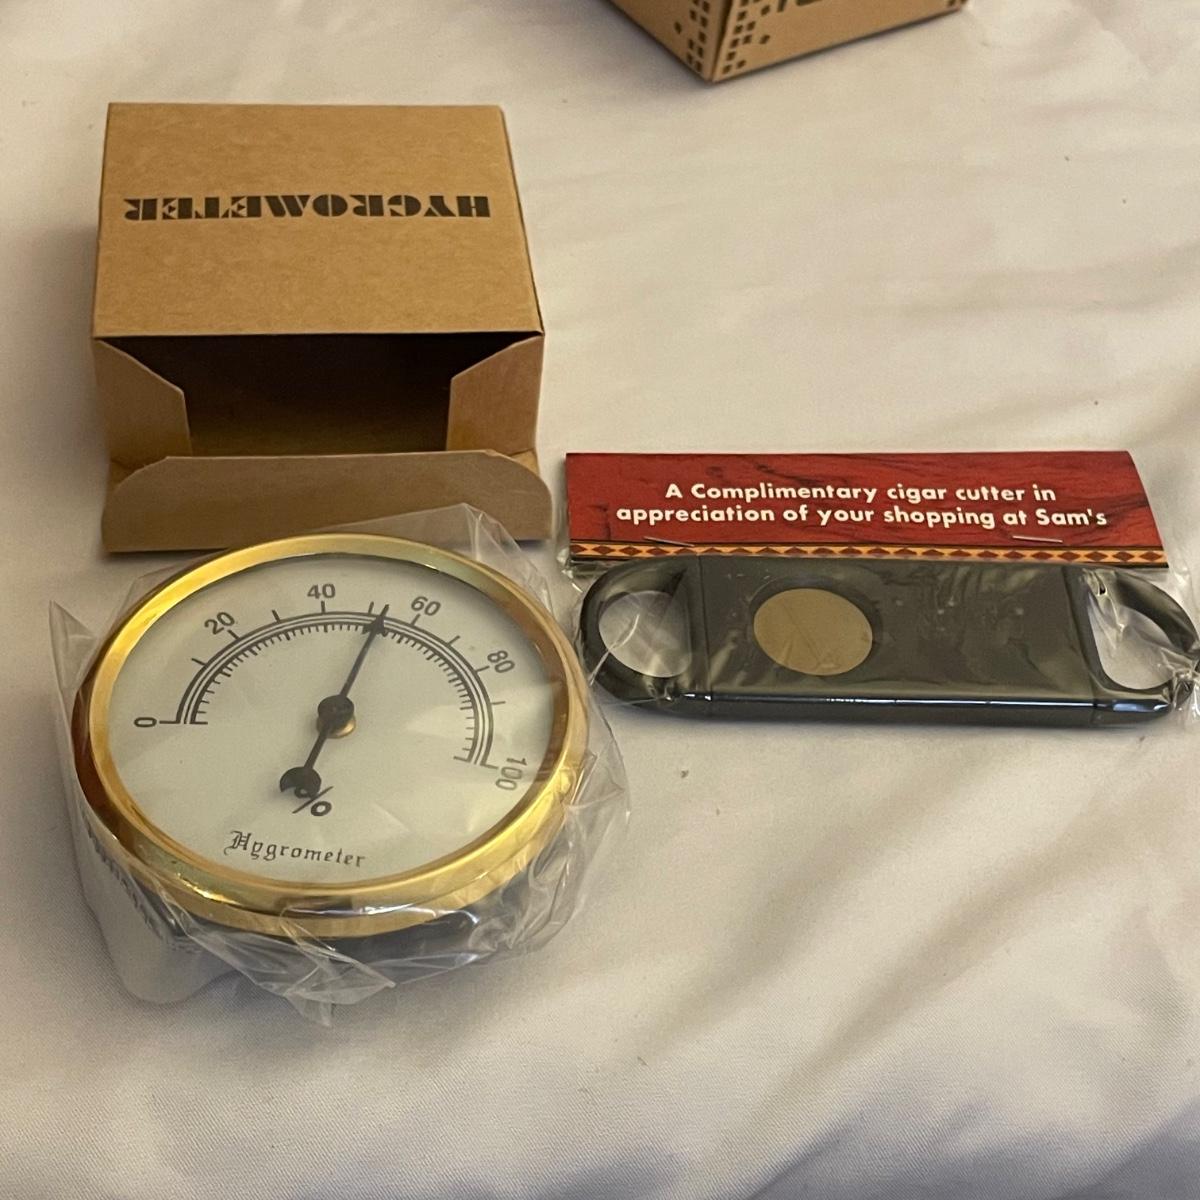 HYGROMETER
A Complimentary cigar cutter in
appreciation of your shopping at Sam's
0 20 40 60 80 100
%
Hygrometer